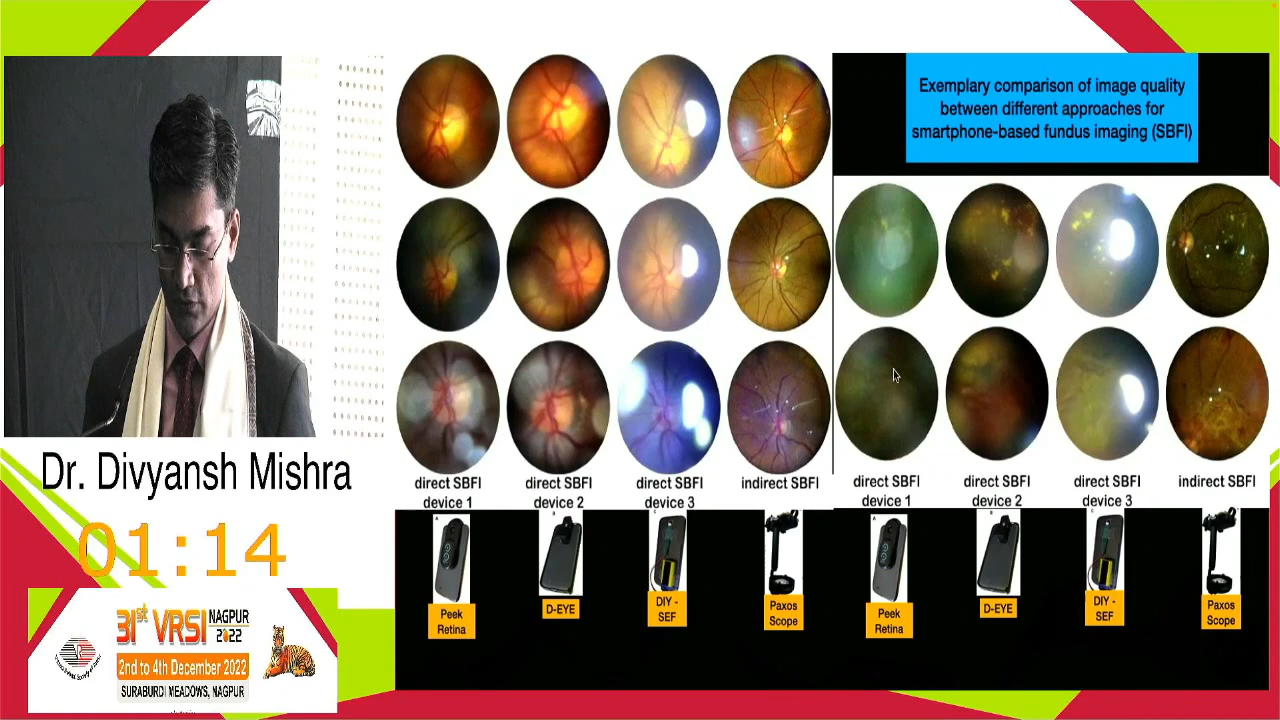 Exemplary comparison of image quality
between different approaches for
smartphone-based fundus imaging (SBFI)
direct SBFI
device 1
direct SBFI
device 2
direct SBFI
device 3
indirect SBFI
direct SBFI
device 1
direct SBFI
device 2
direct SBFI
device 3
indirect SBFI
Peek
Retina
D-EYE
DIY -
SEF
Paxos
Scope
Peek
Retina
D-EYE
DIY -
SEF
Paxos
Scope
Dr. Divyansh Mishra
01:14
31st VRSI NAGPUR
2022
2nd to 4th December 2022
SURABURDI MEADOWS, NAGPUR